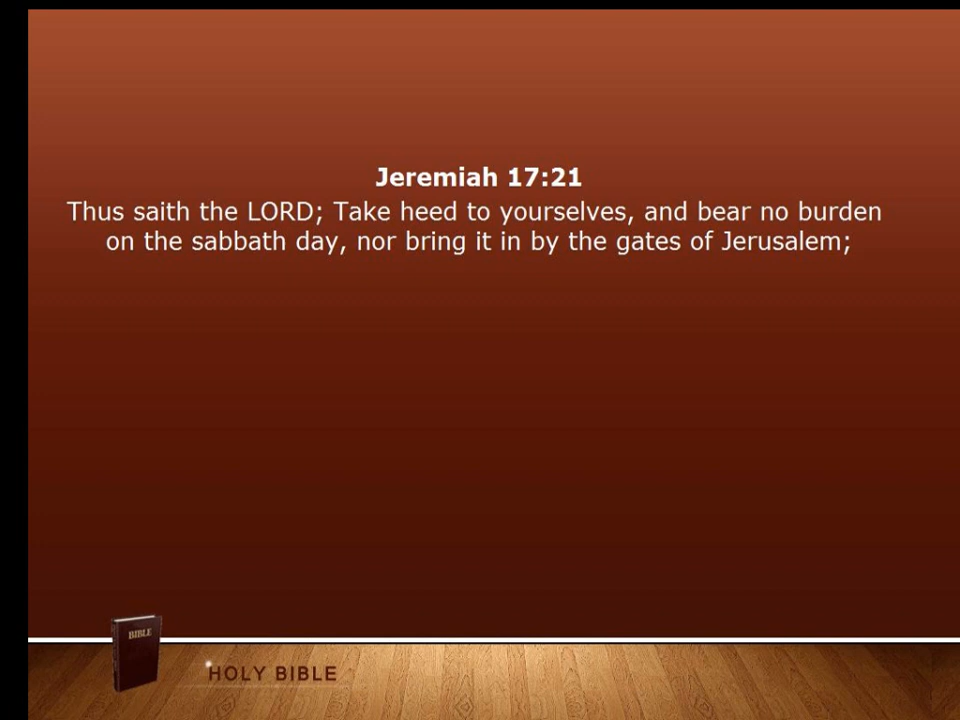 Jeremiah 17:21
Thus saith the LORD; Take heed to yourselves, and bear no burden
on the sabbath day, nor bring it in by the gates of Jerusalem;
BIBLE
HOLY BIBLE